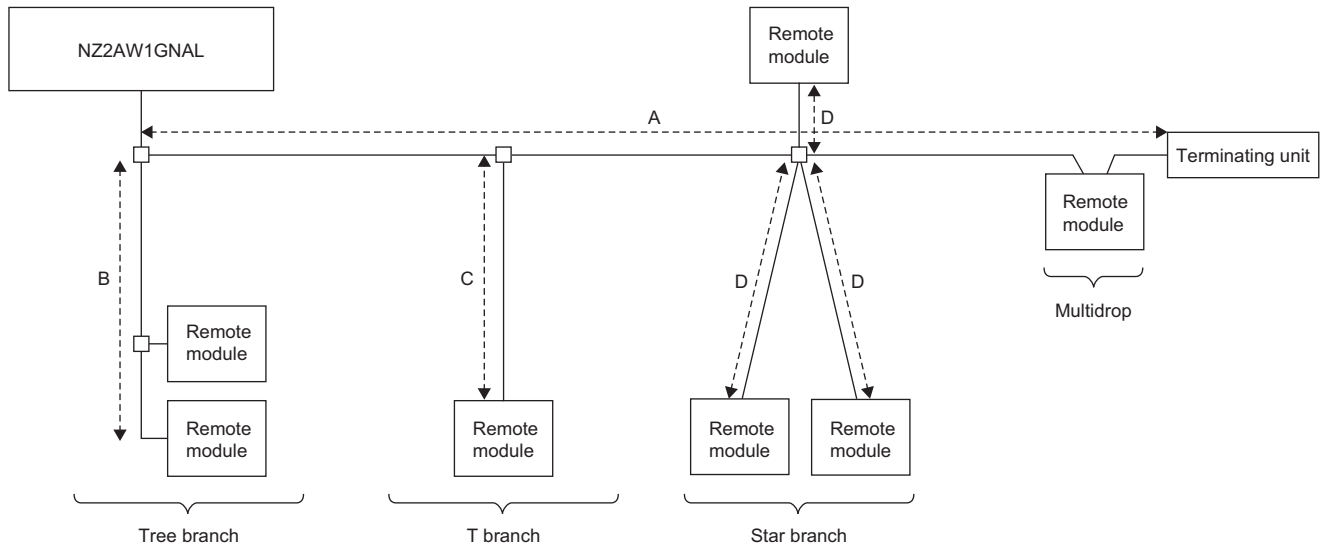 NZ2AW1GNAL
Remote
module
A
D
Terminating unit
Remote
module
B
C
D
D
Multidrop
Remote
module
Remote
module
Remote
module
Remote
module
Remote
module
Tree branch
T branch
Star branch